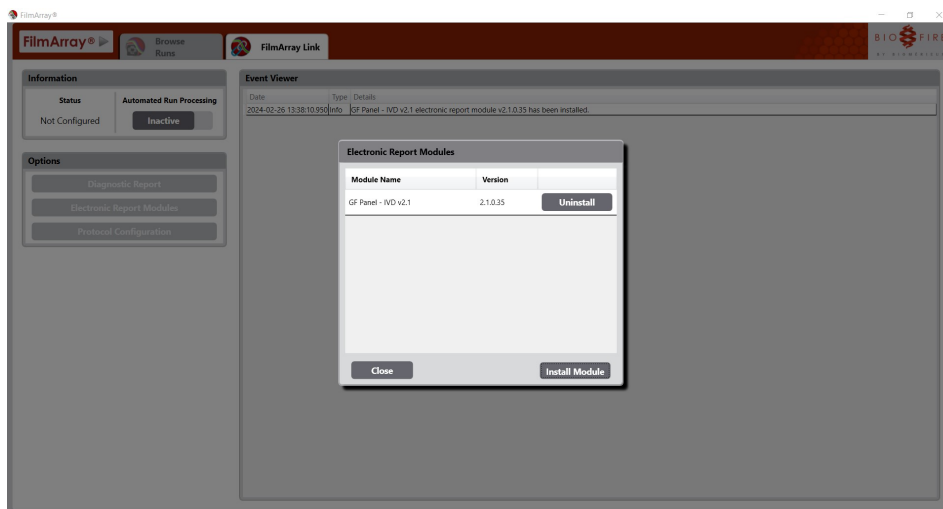 FilmArray®
FilmArray®
Browse
Runs
FilmArray Link
BIO FIRE
Information
Status
Automated Run Processing
Not Configured
Inactive
Options
Diagnostic Report
Electronic Report Modules
Protocol Configuration
Event Viewer
Date Type Details
2024-02-26 13:38:10.950 Info GF Panel - IVD v2.1 electronic report module v2.1.0.35 has been installed.
Electronic Report Modules
Module Name Version
GF Panel - IVD v2.1 2.1.0.35 Uninstall
Close Install Module